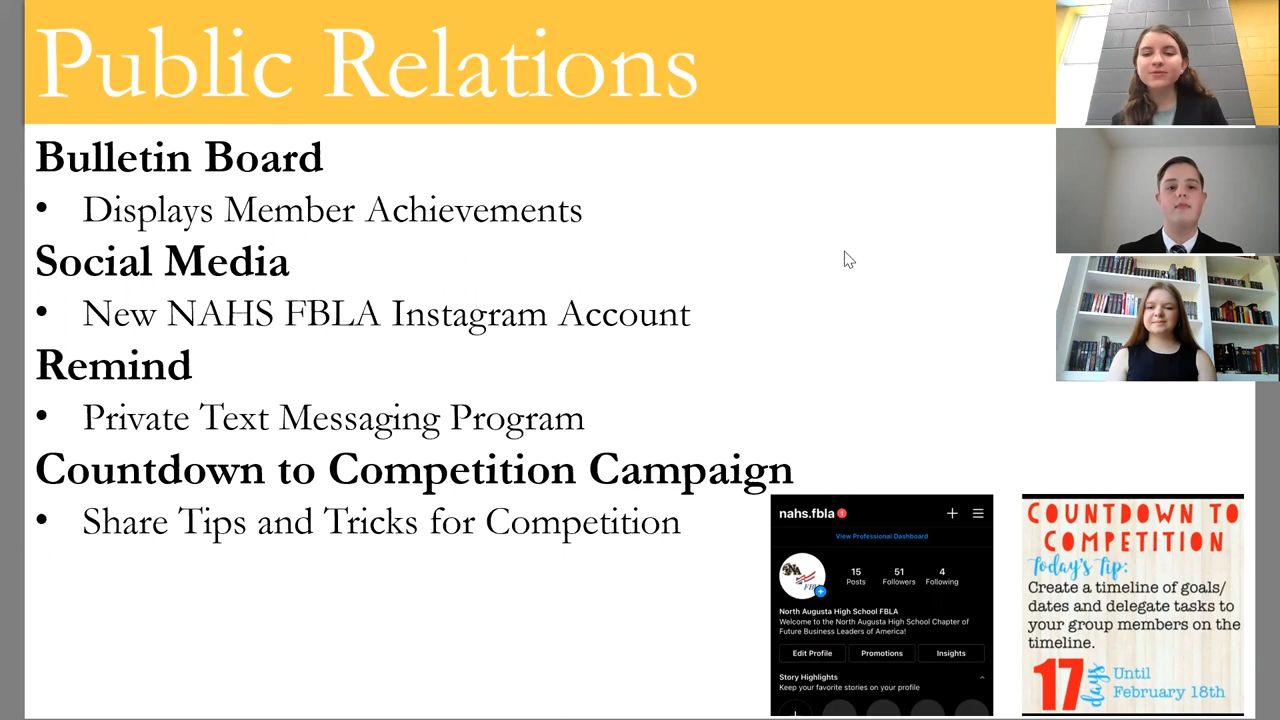 Public Relations
Bulletin Board
• Displays Member Achievements
Social Media
• New NAHS FBLA Instagram Account
Remind
• Private Text Messaging Program
Countdown to Competition Campaign
• Share Tips and Tricks for Competition
nahs.fbla 1
View Professional Dashboard
NA
FBLA
15 51 4
Posts Followers Following
North Augusta High School FBLA
Welcome to the North Augusta High School Chapter of
Future Business Leaders of America!
Edit Profile Promotions Insights
Story Highlights
Keep your favorite stories on your profile
COUNTDOWN TO
COMPETITION
Today's Tip:
Create a timeline of goals/
dates and delegate tasks to
your group members on the
timeline.
17 days Until
February 18th